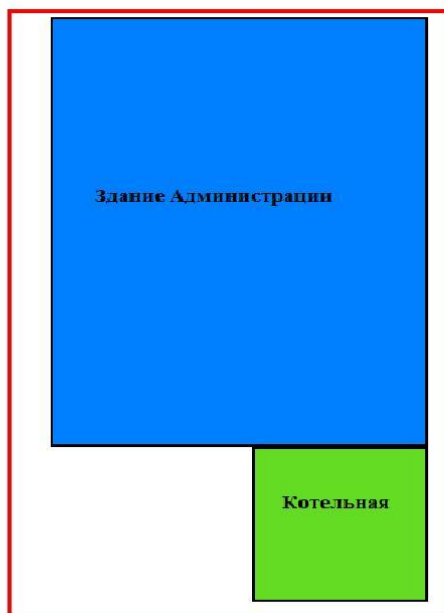 Здание Администрации
Котельная